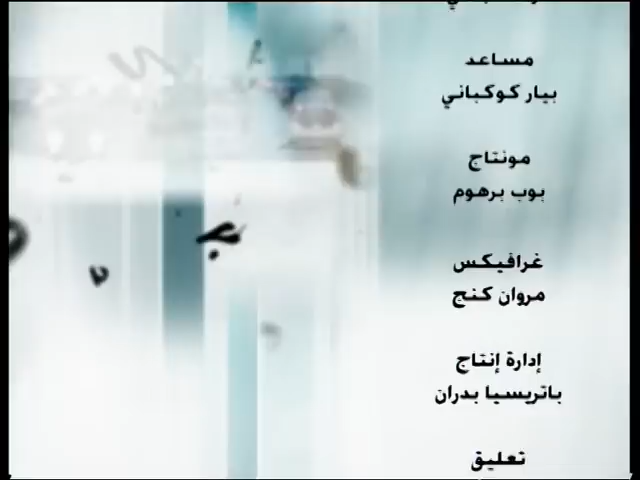 مساعد
بيار كوكباني
مونتاج
بوب برهوم
غرافيكس
مروان كنج
إدارة إنتاج
باتريسيا بدران
تعليق